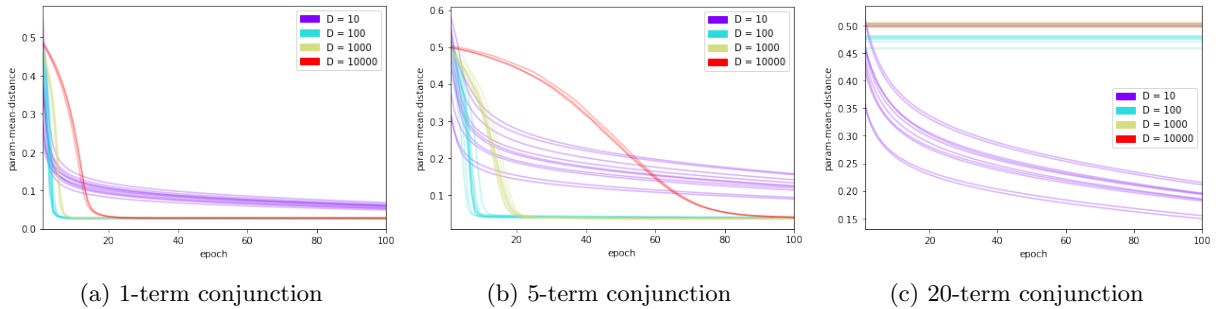 0.5
0.4
0.3
0.2
0.1
0.0
param-mean-distance
20
40
60
80
100
epoch
D = 10
D = 100
D = 1000
D = 10000
(a) 1-term conjunction
0.6
0.5
0.4
0.3
0.2
0.1
param-mean-distance
20
40
60
80
100
epoch
D = 10
D = 100
D = 1000
D = 10000
(b) 5-term conjunction
0.50
0.45
0.40
0.35
0.30
0.25
0.20
0.15
param-mean-distance
20
40
60
80
100
epoch
D = 10
D = 100
D = 1000
D = 10000
(c) 20-term conjunction